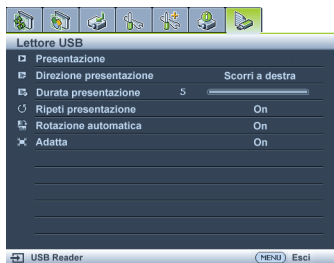 Lettore USB
Presentazione
Direzione presentazione Scorri a destra
Durata presentazione 5
Ripeti presentazione On
Rotazione automatica On
Adatta On
USB Reader MENU Esci